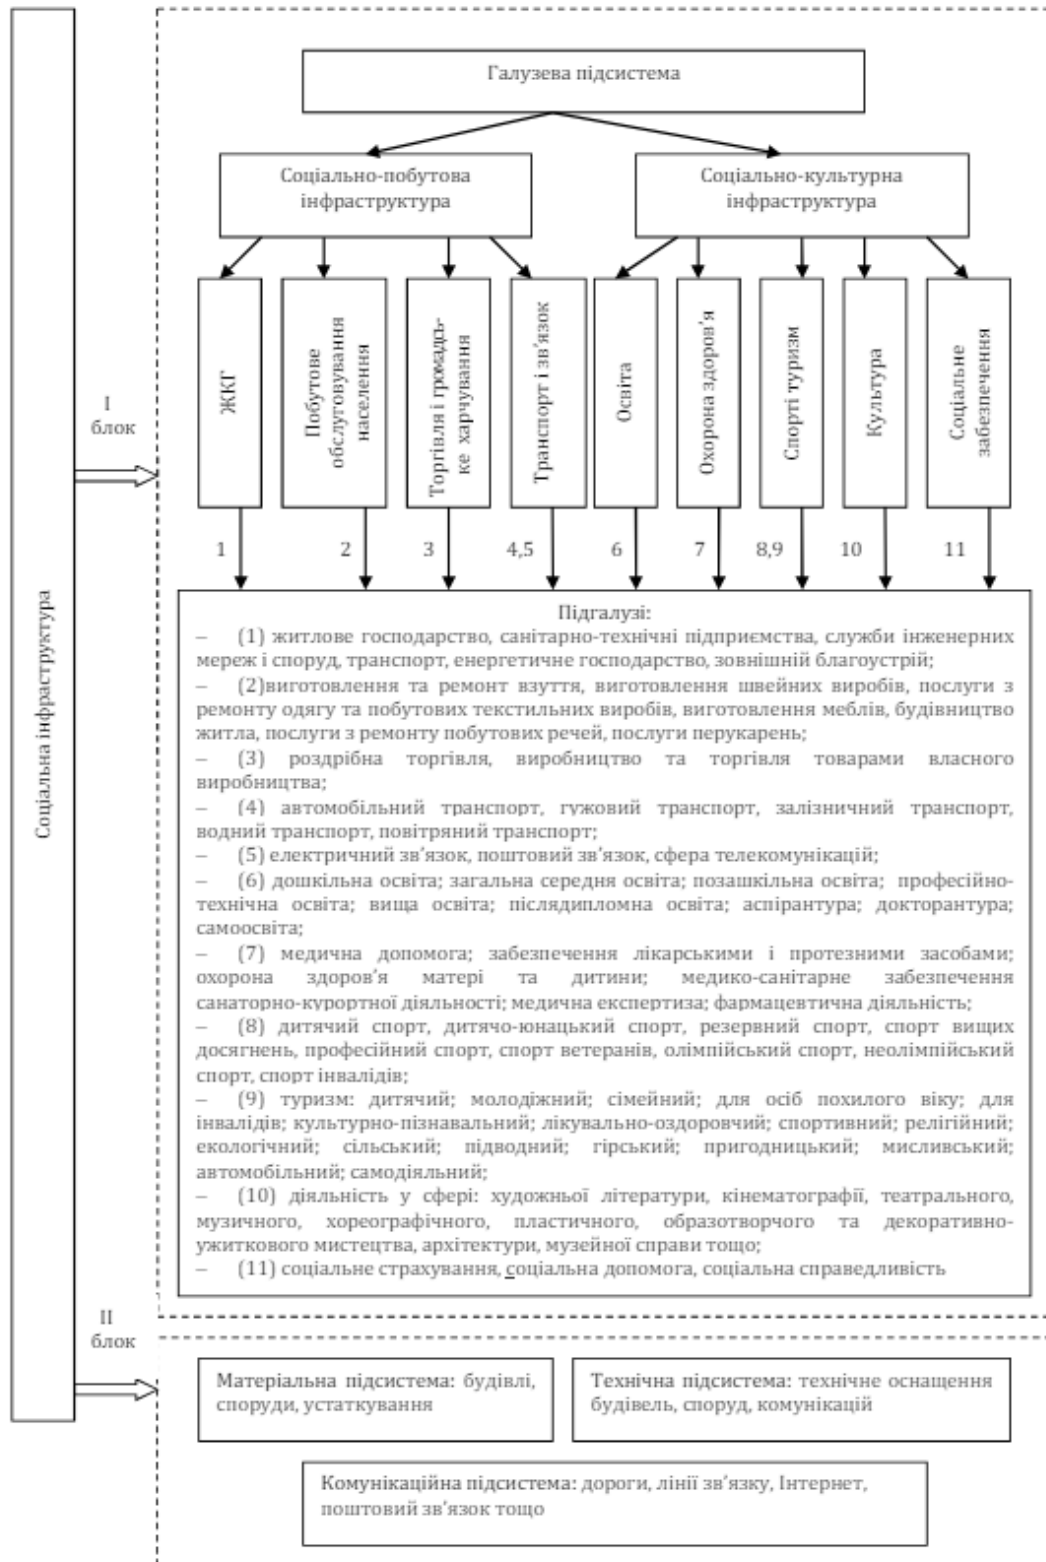 Галузева підсистема
Соціально-побутова
інфраструктура
Соціально-культурна
інфраструктура
ЖКГ
Побутове
обслуговування
населення
Торгівля і громадсь-
ке харчування
Транспорт і зв’язок
Освіта
Охорона здоров’я
Спорті туризм
Культура
Соціальне
забезпечення
І
блок
Соціальна інфраструктура
1
2
3
4,5
6
7
8,9
10
11
Підгалузі:
– (1) житлове господарство, санітарно-технічні підприємства, служби інженерних
мереж і споруд, транспорт, енергетичне господарство, зовнішній благоустрій;
– (2)виготовлення та ремонт взуття, виготовлення швейних виробів, послуги з
ремонту одягу та побутових текстильних виробів, виготовлення меблів, будівництво
житла, послуги з ремонту побутових речей, послуги перукарень;
– (3) роздрібна торгівля, виробництво та торгівля товарами власного
виробництва;
– (4) автомобільний транспорт, гужовий транспорт, залізничний транспорт,
водний транспорт, повітряний транспорт;
– (5) електричний зв’язок, поштовий зв’язок, сфера телекомунікацій;
– (6) дошкільна освіта; загальна середня освіта; позашкільна освіта; професійно-
технічна освіта; вища освіта; післядипломна освіта; аспірантура; докторантура;
самоосвіта;
– (7) медична допомога; забезпечення лікарськими і протезними засобами;
охорона здоров’я матері та дитини; медико-санітарне забезпечення
санаторно-курортної діяльності; медична експертиза; фармацевтична діяльність;
– (8) дитячий спорт, дитячо-юнацький спорт, резервний спорт, спорт вищих
досягнень, професійний спорт, спорт ветеранів, олімпійський спорт, неолімпійський
спорт, спорт інвалідів;
– (9) туризм: дитячий; молодіжний; сімейний; для осіб похилого віку; для
інвалідів; культурно-пізнавальний; лікувально-оздоровчий; спортивний; релігійний;
екологічний; сільський; підводний; гірський; пригодницький; мисливський;
автомобільний; самодіяльний;
– (10) діяльність у сфері: художньої літератури, кінематографії, театрального,
музичного, хореографічного, пластичного, образотворчого та декоративно-
ужиткового мистецтва, архітектури, музейної справи тощо;
– (11) соціальне страхування, соціальна допомога, соціальна справедливість
ІІ
блок
Матеріальна підсистема: будівлі,
споруди, устаткування
Технічна підсистема: технічне оснащення
будівель, споруд, комунікацій
Комунікаційна підсистема: дороги, лінії зв’язку, Інтернет,
поштовий зв’язок тощо